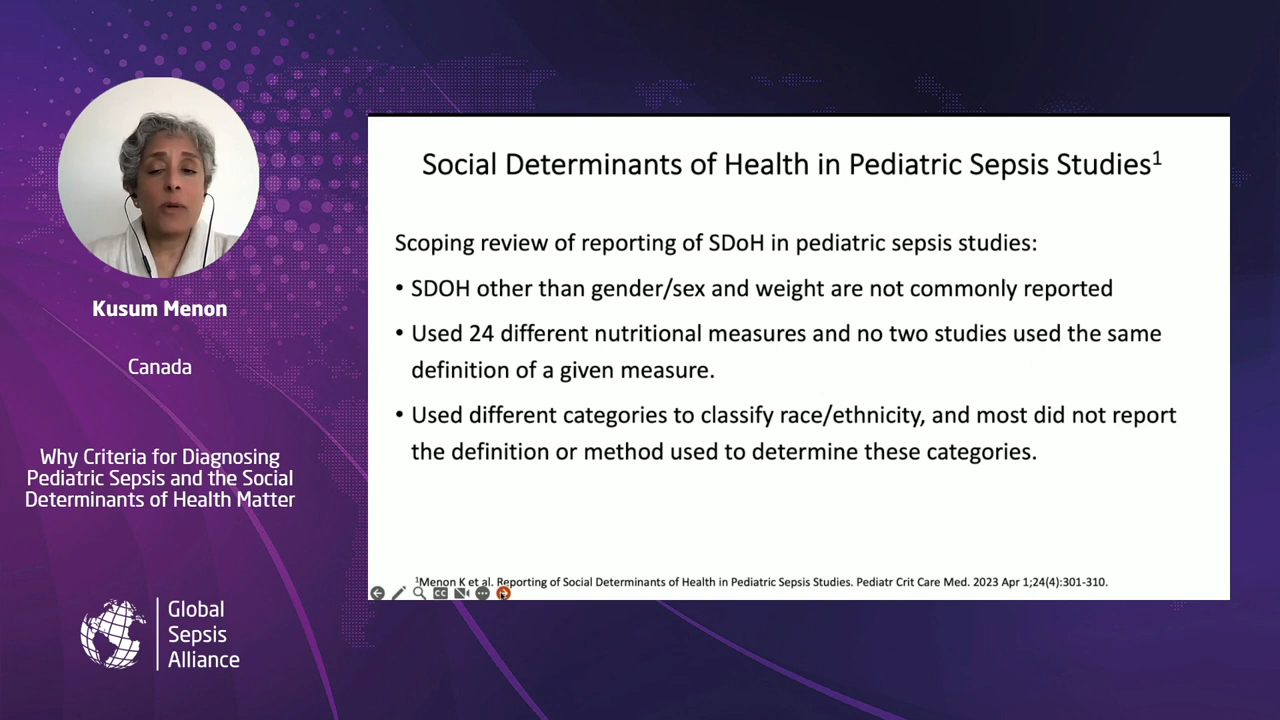 Kusum Menon
Canada
Why Criteria for Diagnosing
Pediatric Sepsis and the Social
Determinants of Health Matter
Global
Sepsis
Alliance
Social Determinants of Health in Pediatric Sepsis Studies¹
Scoping review of reporting of SDoH in pediatric sepsis studies:
• SDOH other than gender/sex and weight are not commonly reported
• Used 24 different nutritional measures and no two studies used the same
definition of a given measure.
• Used different categories to classify race/ethnicity, and most did not report
the definition or method used to determine these categories.
¹Menon K et al. Reporting of Social Determinants of Health in Pediatric Sepsis Studies. Pediatr Crit Care Med. 2023 Apr 1;24(4):301-310.
CC